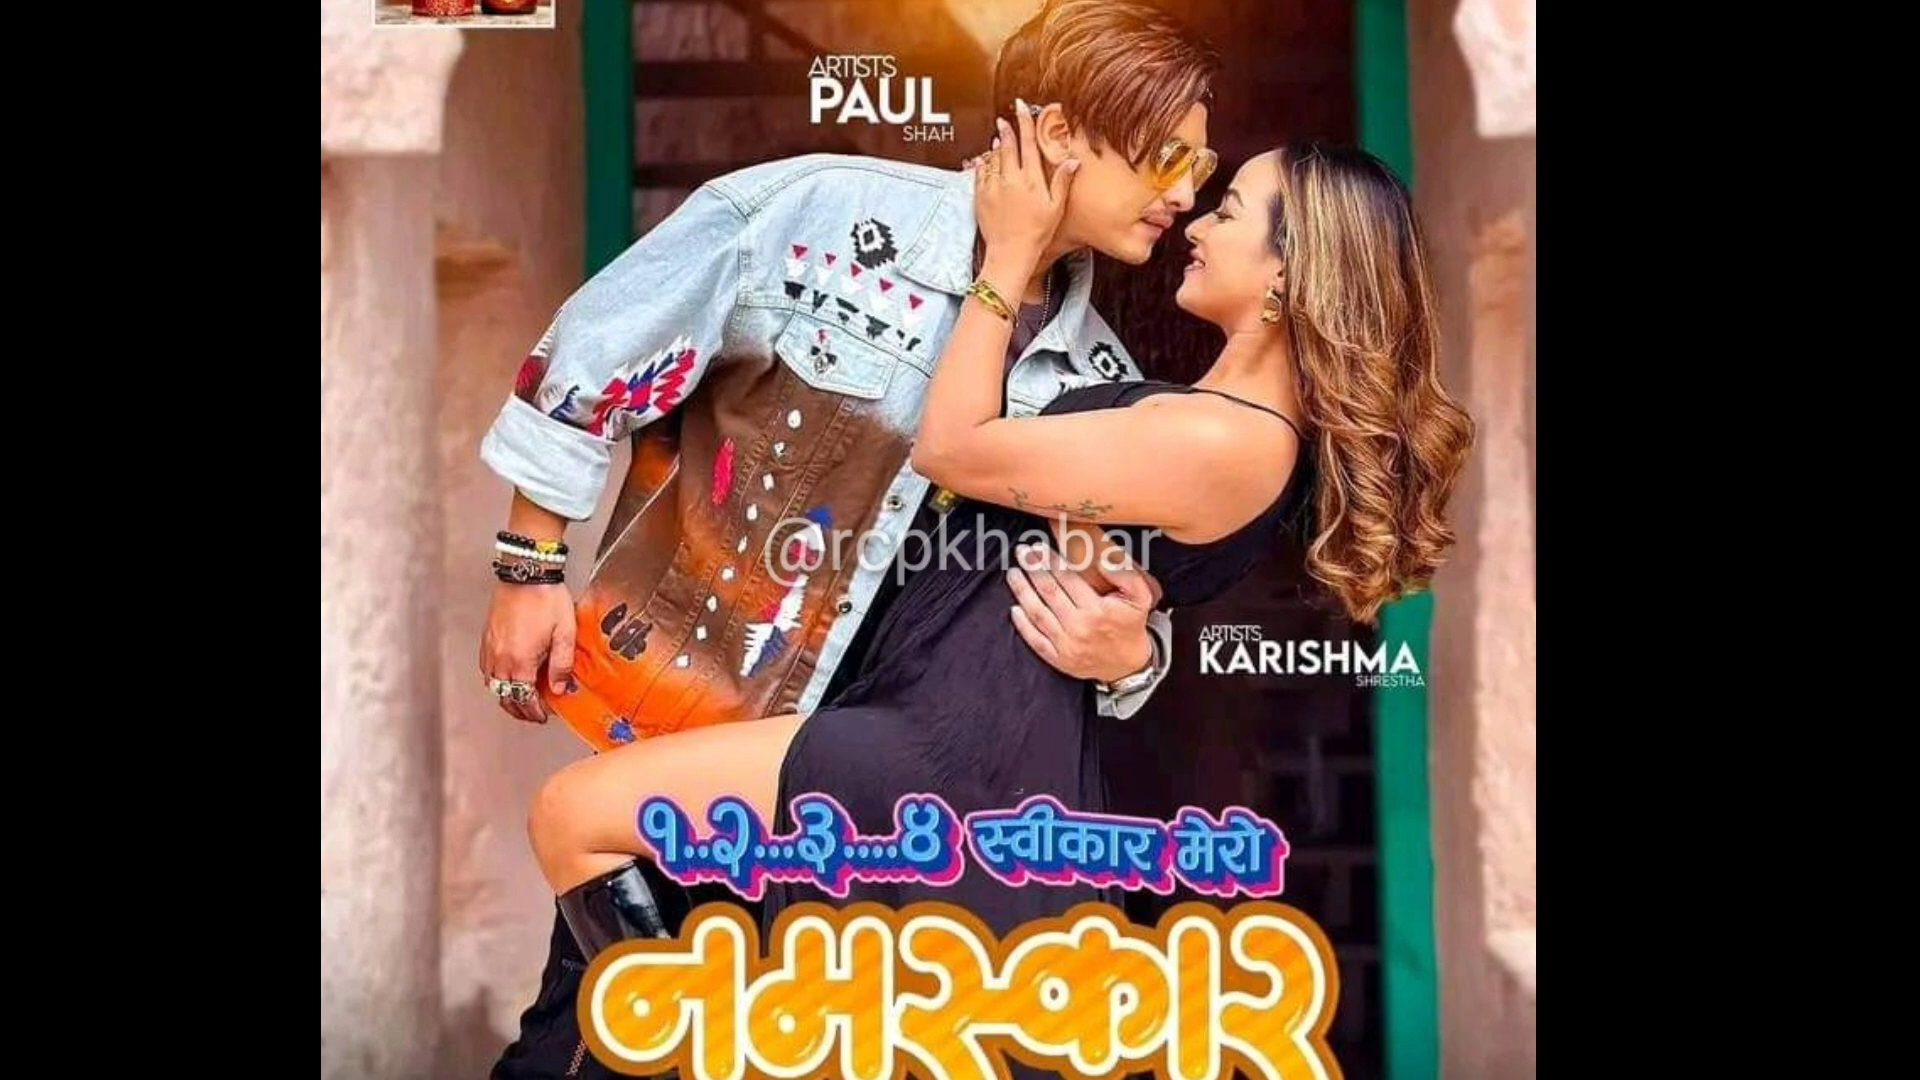 ARTISTS
PAUL
SHAH
@rcpkhabar
ARTISTS
KARISHMA
SHRESTHA
१..२...३....४ स्वीकार मेरो
नमस्कार